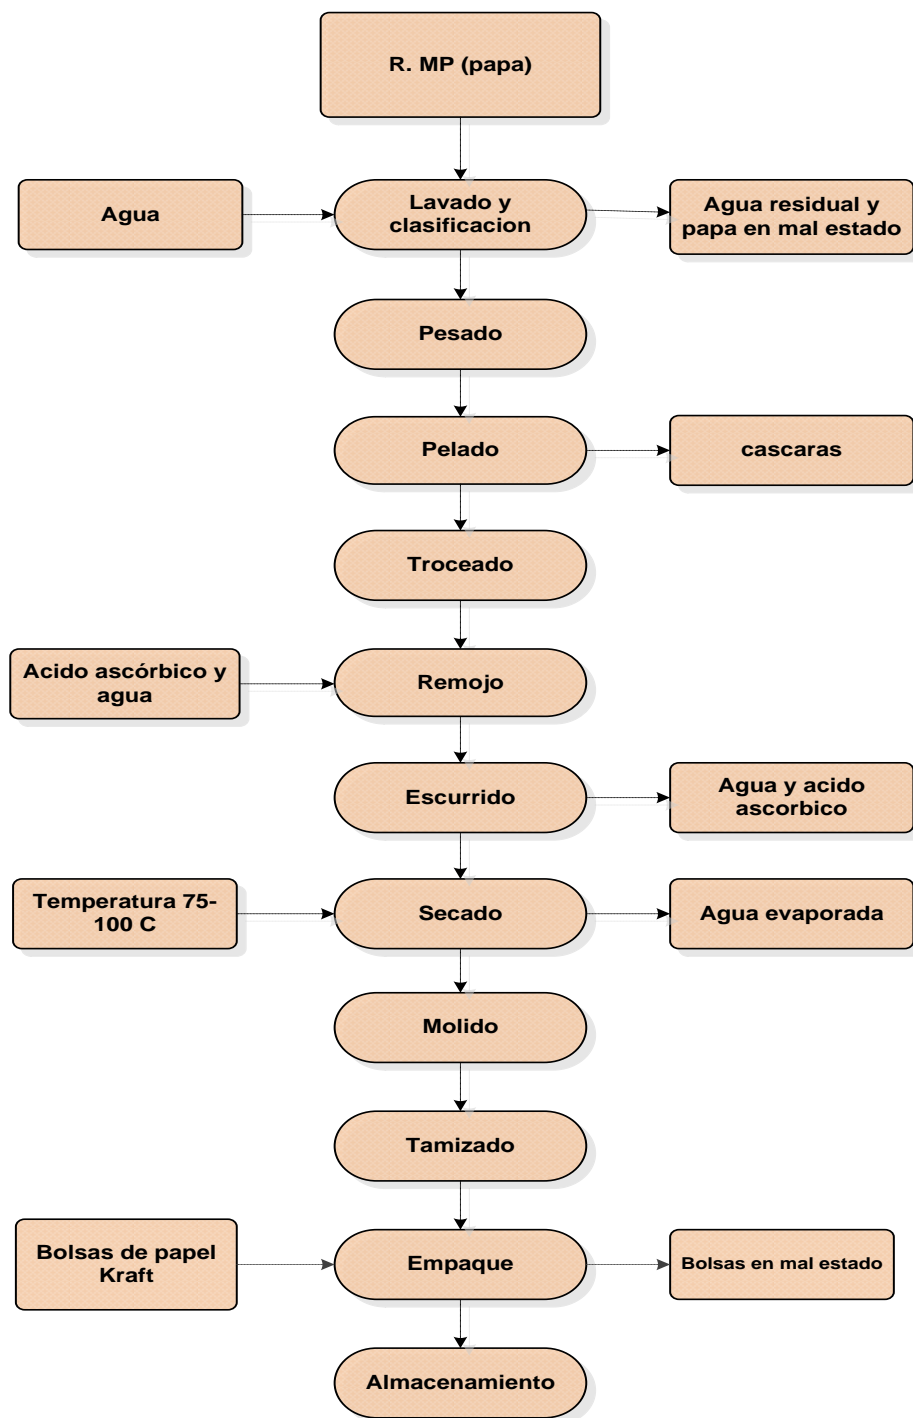 R. MP (papa)
Agua
Lavado y
clasificacion
Agua residual y
papa en mal estado
Pesado
Pelado
cascaras
Troceado
Acido ascórbico y
agua
Remojo
Escurrido
Agua y acido
ascorbico
Temperatura 75-
100 C
Secado
Agua evaporada
Molido
Tamizado
Bolsas de papel
Kraft
Empaque
Bolsas en mal estado
Almacenamiento